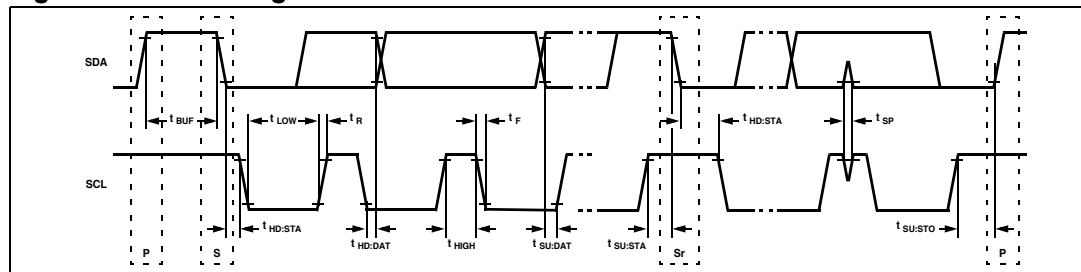 SDA
t BUF
t LOW
t R
t F
t HD:STA
t SP
SCL
t HD:STA
t HD:DAT
t HIGH
t SU:DAT
t SU:STA
t SU:STO
P
S
Sr
P